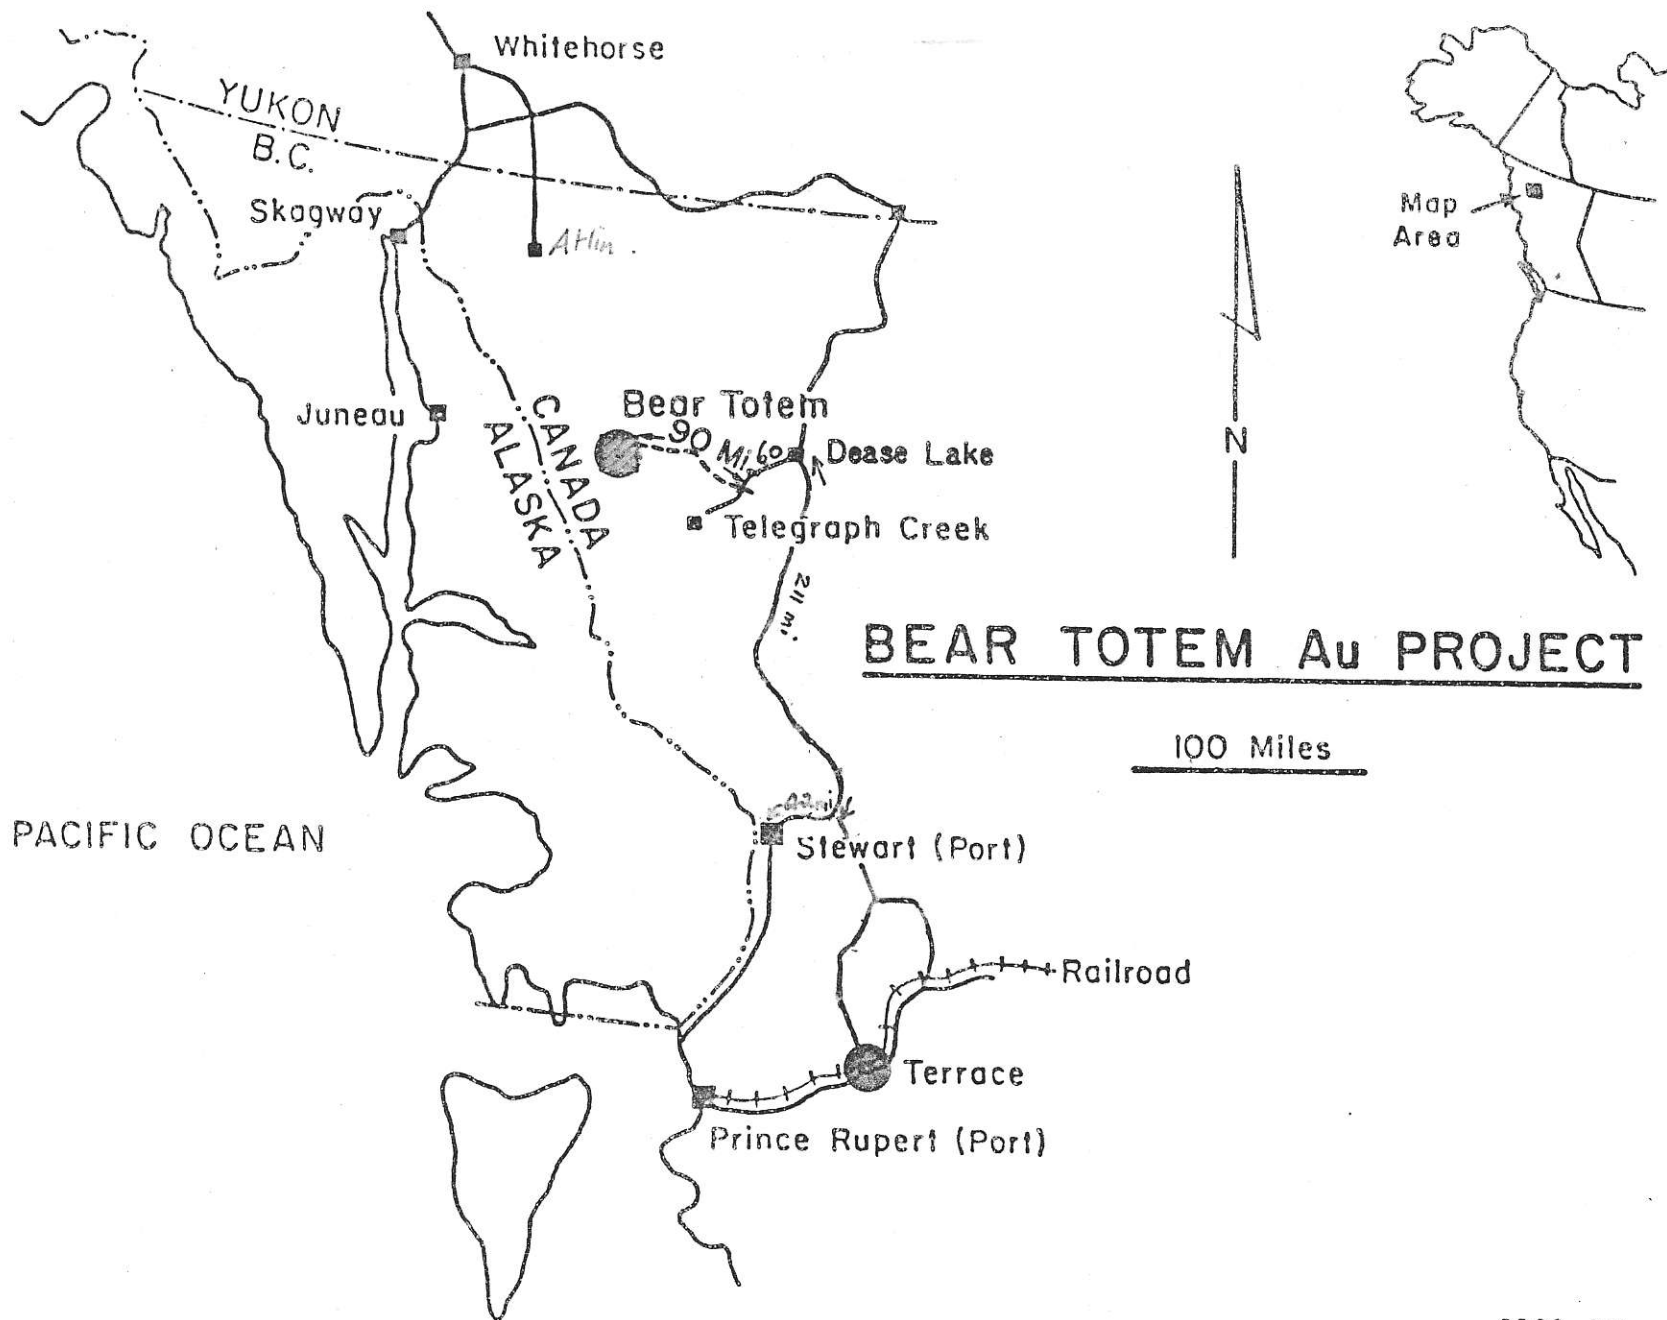 Whitehorse
YUKON
B.C.
Skagway
Atlin.
Map
Area
Juneau
CANADA
ALASKA
Bear Totem
90 Mi.
60
Dease Lake
Telegraph Creek
N
211 mi
BEAR TOTEM Au PROJECT
100 Miles
PACIFIC OCEAN
Stewart (Port)
Railroad
Terrace
Prince Rupert (Port)